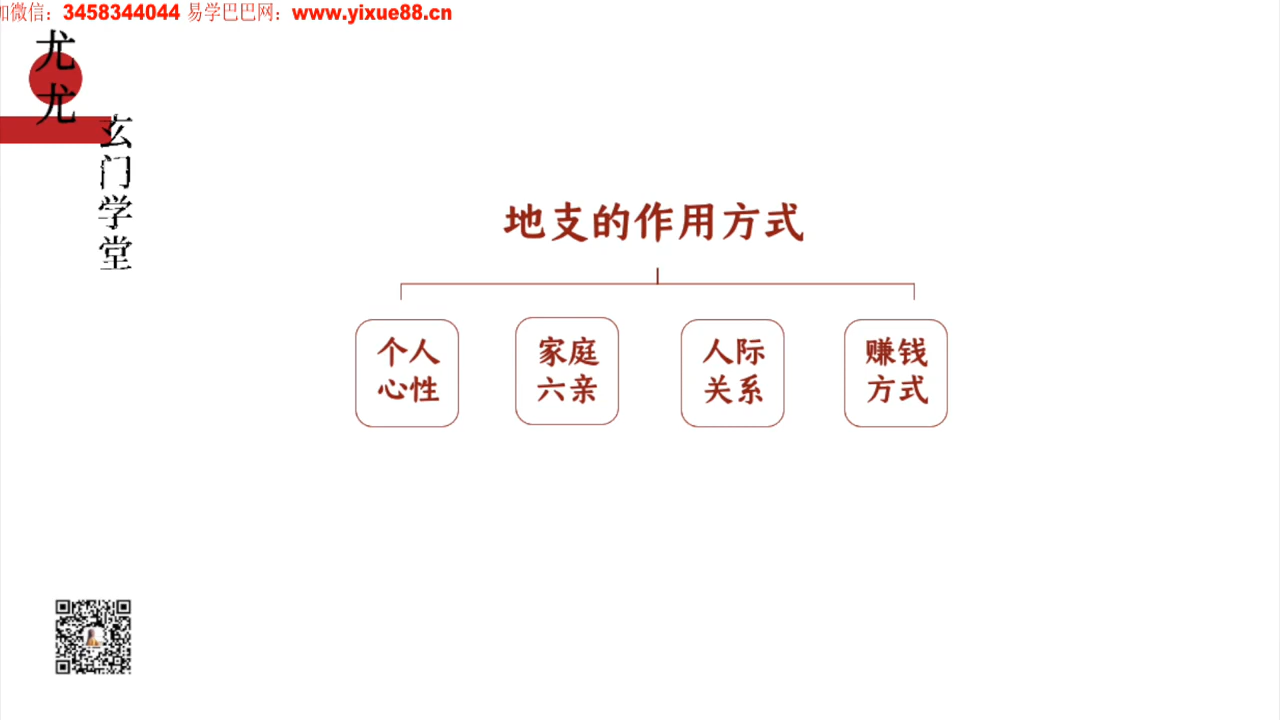 加微信：3458344044 易学巴巴网：www.yixue88.cn
尤尤
玄门学堂
地支的作用方式
个人
心性
家庭
六亲
人际
关系
赚钱
方式